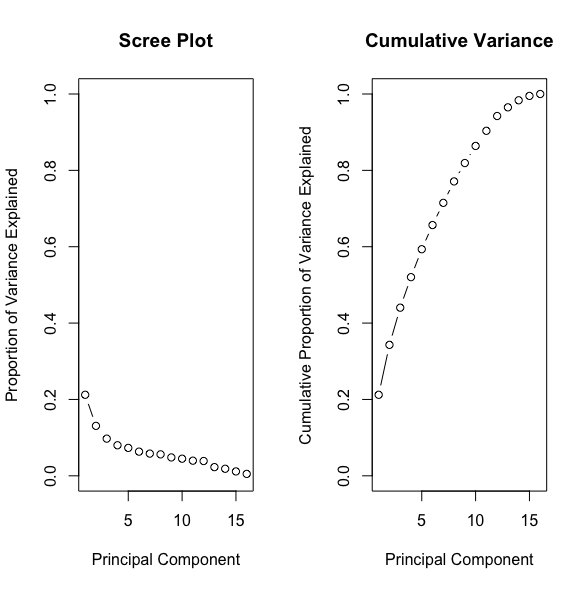 Scree Plot
Proportion of Variance Explained
1.0
0.8
0.6
0.4
0.2
0.0
5 10 15
Principal Component
Cumulative Variance
Cumulative Proportion of Variance Explained
1.0
0.8
0.6
0.4
0.2
0.0
5 10 15
Principal Component